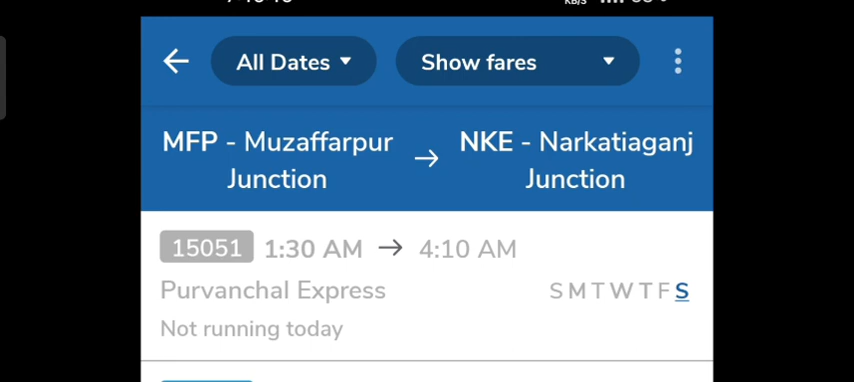 KB/S
All Dates
Show fares
MFP - Muzaffarpur Junction
NKE - Narkatiaganj Junction
15051 1:30 AM → 4:10 AM
Purvanchal Express S M T W T F S
Not running today